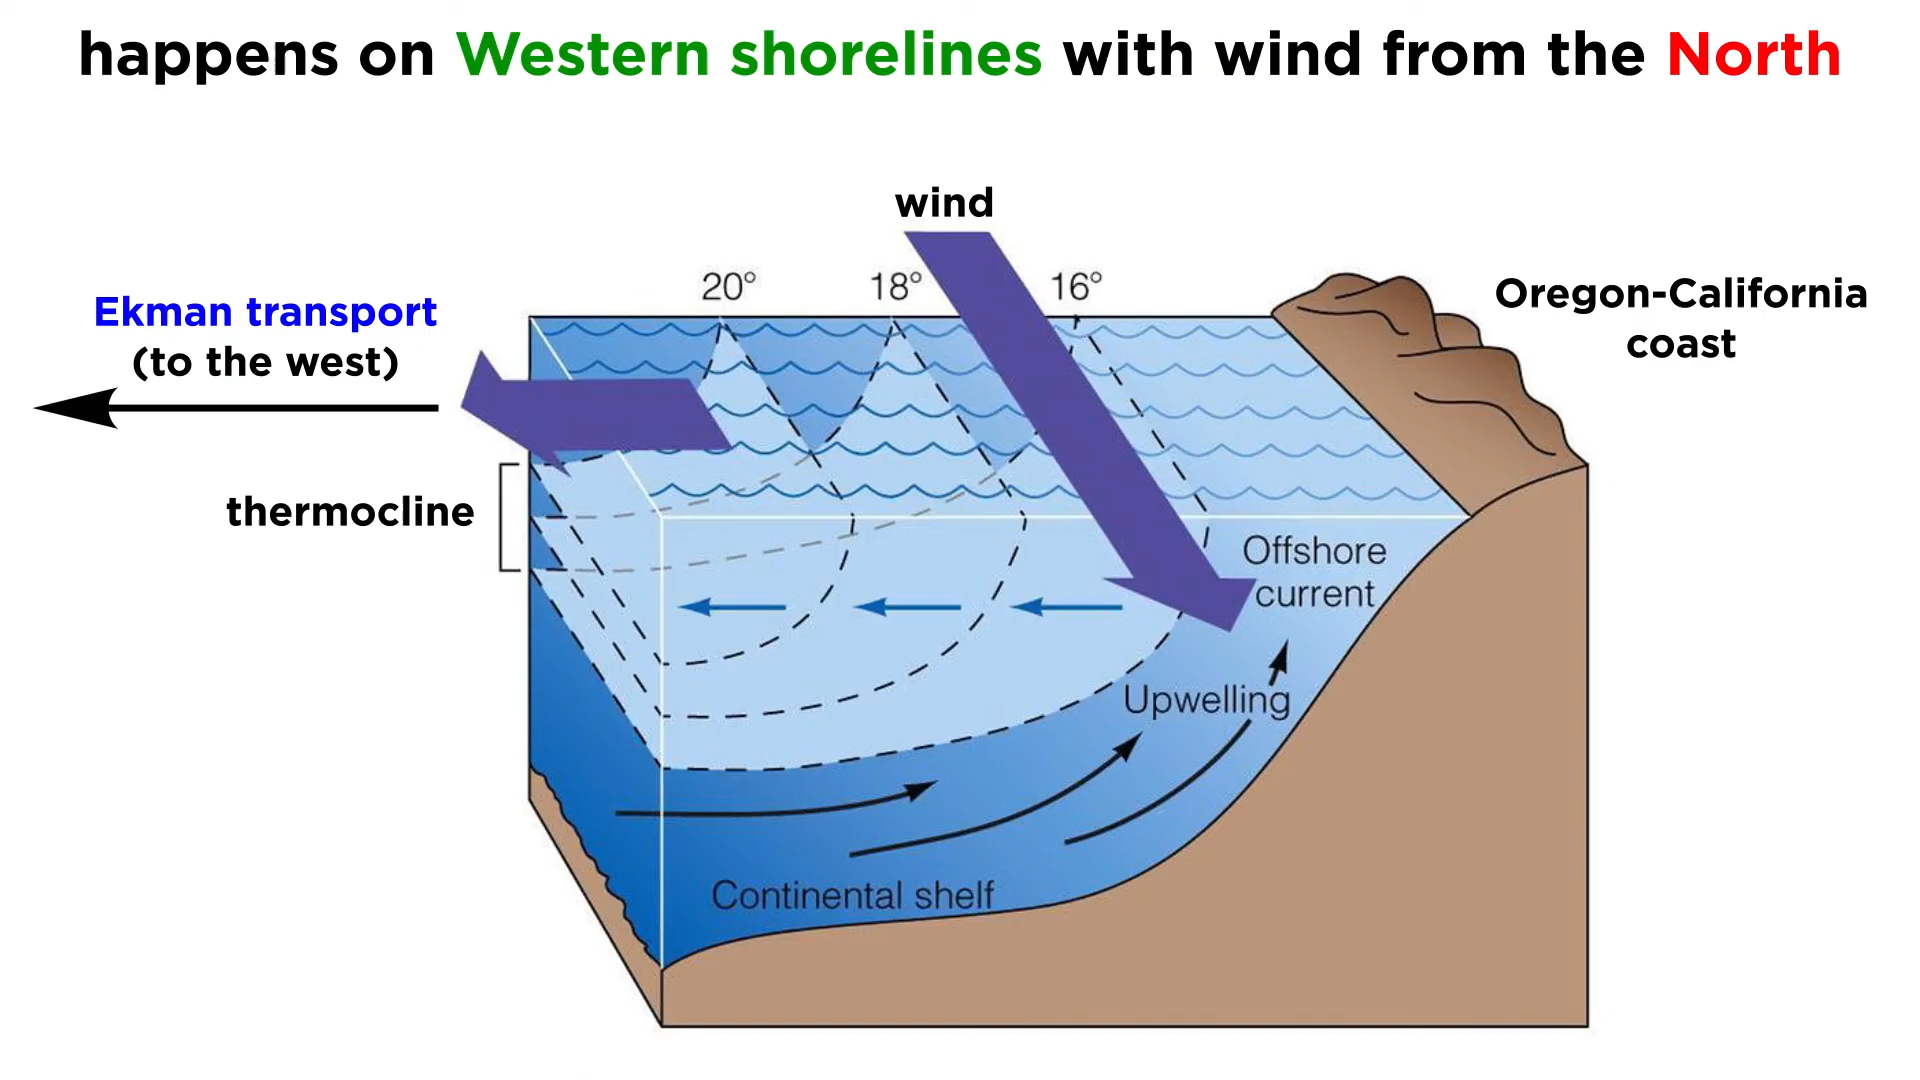 happens on Western shorelines with wind from the North
wind
20° 18° 16°
Oregon-California
coast
Ekman transport
(to the west)
thermocline
Offshore
current
Upwelling
Continental shelf